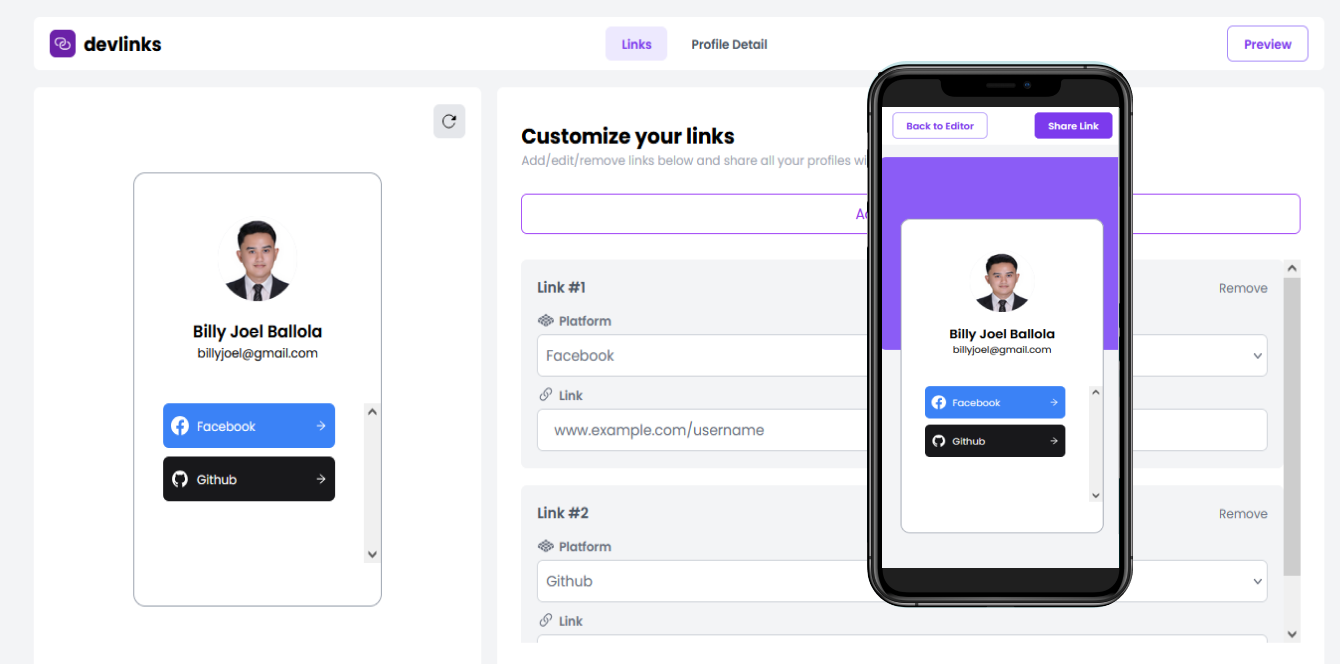 devlinks
Links
Profile Detail
Preview
Billy Joel Ballola
billyjoel@gmail.com
Facebook
Github
Customize your links
Add/edit/remove links below and share all your profiles
Link #1
Remove
Platform
Facebook
Link
www.example.com/username
Link #2
Remove
Platform
Github
Link
Back to Editor
Share Link
Billy Joel Ballola
billyjoel@gmail.com
Facebook
Github